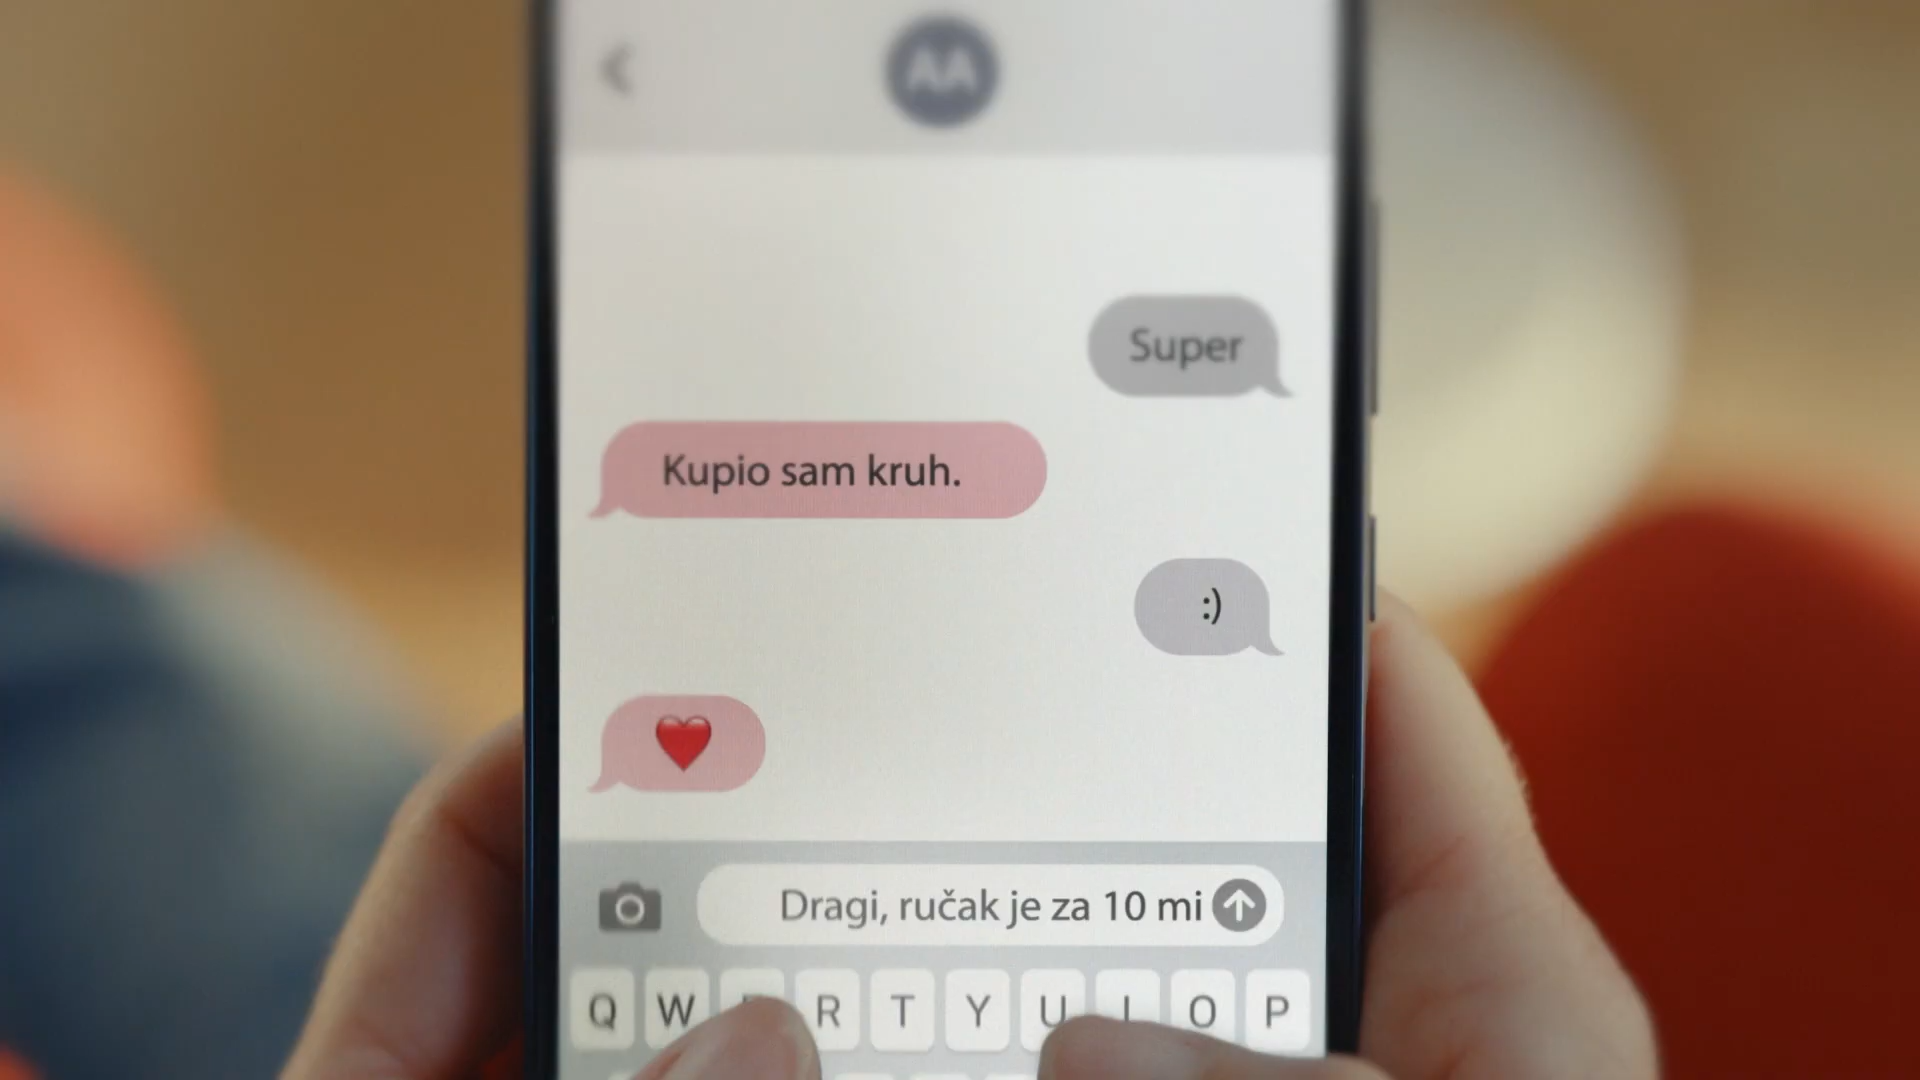 AA
Super
Kupio sam kruh.
:)
Dragi, ručak je za 10 mi
Q W R T Y U I O P